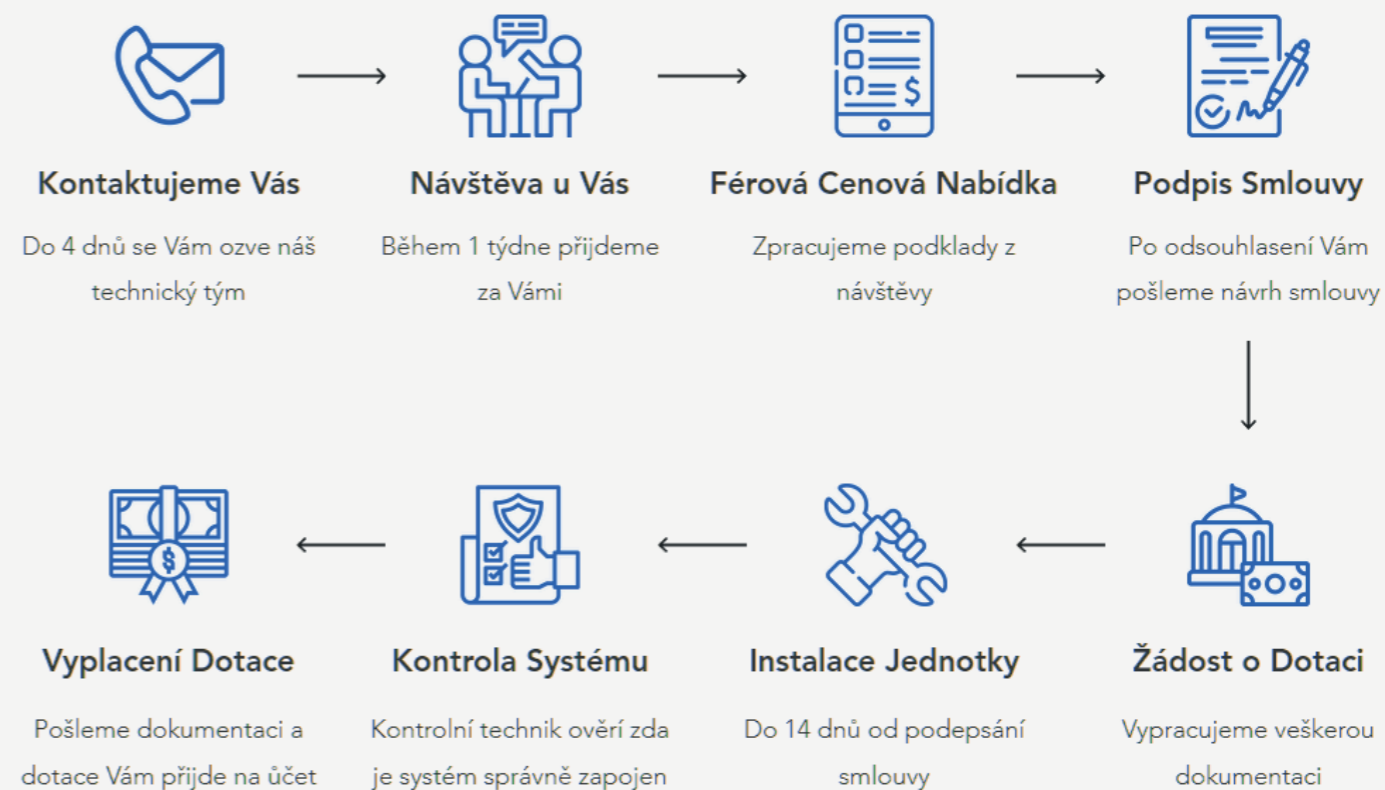 Kontaktujeme Vás
Do 4 dnů se Vám ozve náš
technický tým
Návštěva u Vás
Během 1 týdne přijdeme
za Vámi
Férová Cenová Nabídka
Zpracujeme podklady z
návštěvy
Podpis Smlouvy
Po odsouhlasení Vám
pošleme návrh smlouvy
Žádost o Dotaci
Vypracujeme veškerou
dokumentaci
Instalace Jednotky
Do 14 dnů od podepsání
smlouvy
Kontrola Systému
Kontrolní technik ověří zda
je systém správně zapojen
Vyplacení Dotace
Pošleme dokumentaci a
dotace Vám přijde na ůčet